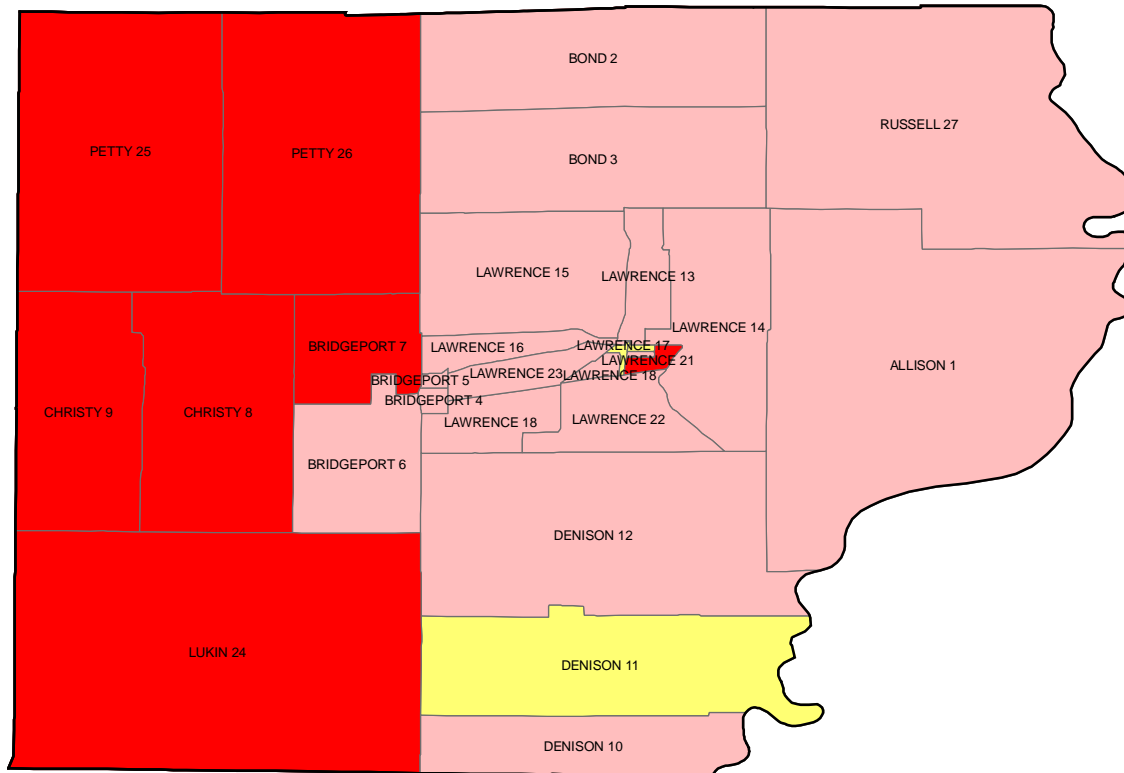 BOND 2
RUSSELL 27
PETTY 25
PETTY 26
BOND 3
LAWRENCE 15
LAWRENCE 13
LAWRENCE 14
LAWRENCE 17
BRIDGEPORT 7
LAWRENCE 16
LAWRENCE 21
ALLISON 1
LAWRENCE 23
LAWRENCE 18
BRIDGEPORT 5
BRIDGEPORT 4
CHRISTY 9
CHRISTY 8
LAWRENCE 18
LAWRENCE 22
BRIDGEPORT 6
DENISON 12
LUKIN 24
DENISON 11
DENISON 10